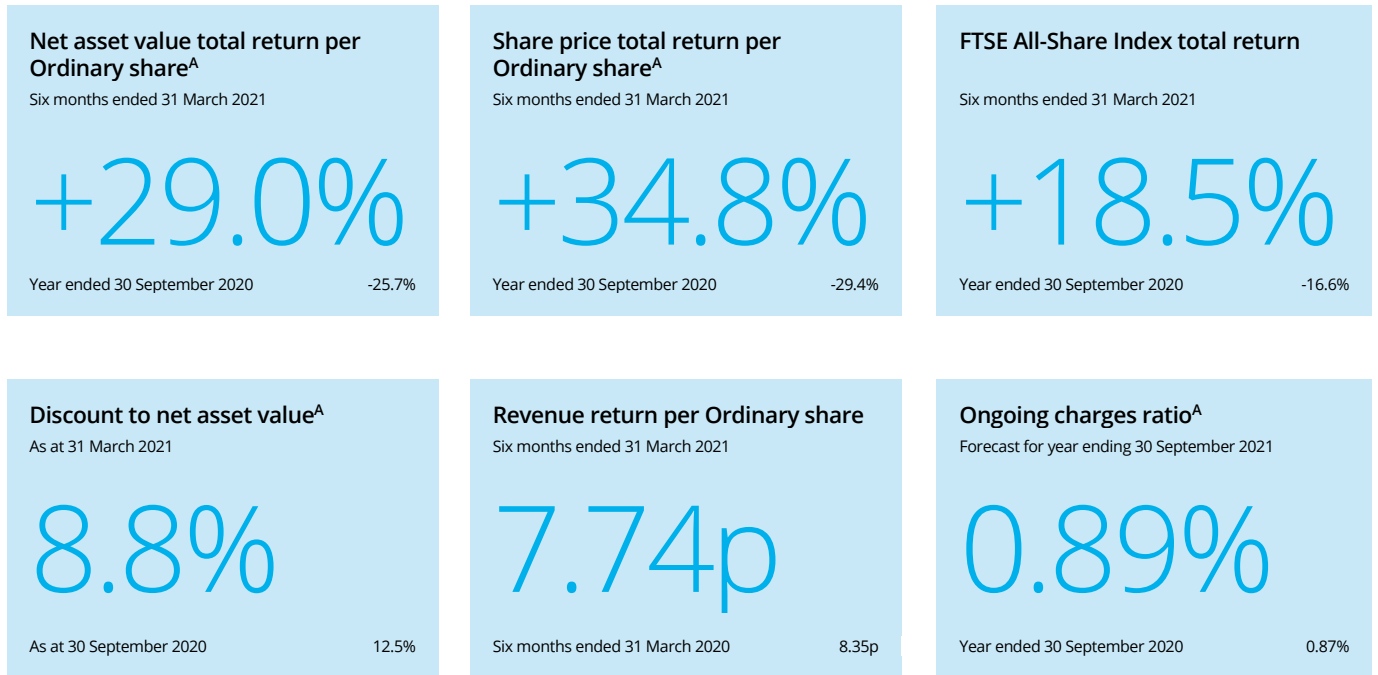 Net asset value total return per
Ordinary shareᴬ
Six months ended 31 March 2021
+29.0%
Year ended 30 September 2020 -25.7%
Share price total return per
Ordinary shareᴬ
Six months ended 31 March 2021
+34.8%
Year ended 30 September 2020 -29.4%
FTSE All-Share Index total return
Six months ended 31 March 2021
+18.5%
Year ended 30 September 2020 -16.6%
Discount to net asset valueᴬ
As at 31 March 2021
8.8%
As at 30 September 2020 12.5%
Revenue return per Ordinary share
Six months ended 31 March 2021
7.74p
Six months ended 31 March 2020 8.35p
Ongoing charges ratioᴬ
Forecast for year ending 30 September 2021
0.89%
Year ended 30 September 2020 0.87%